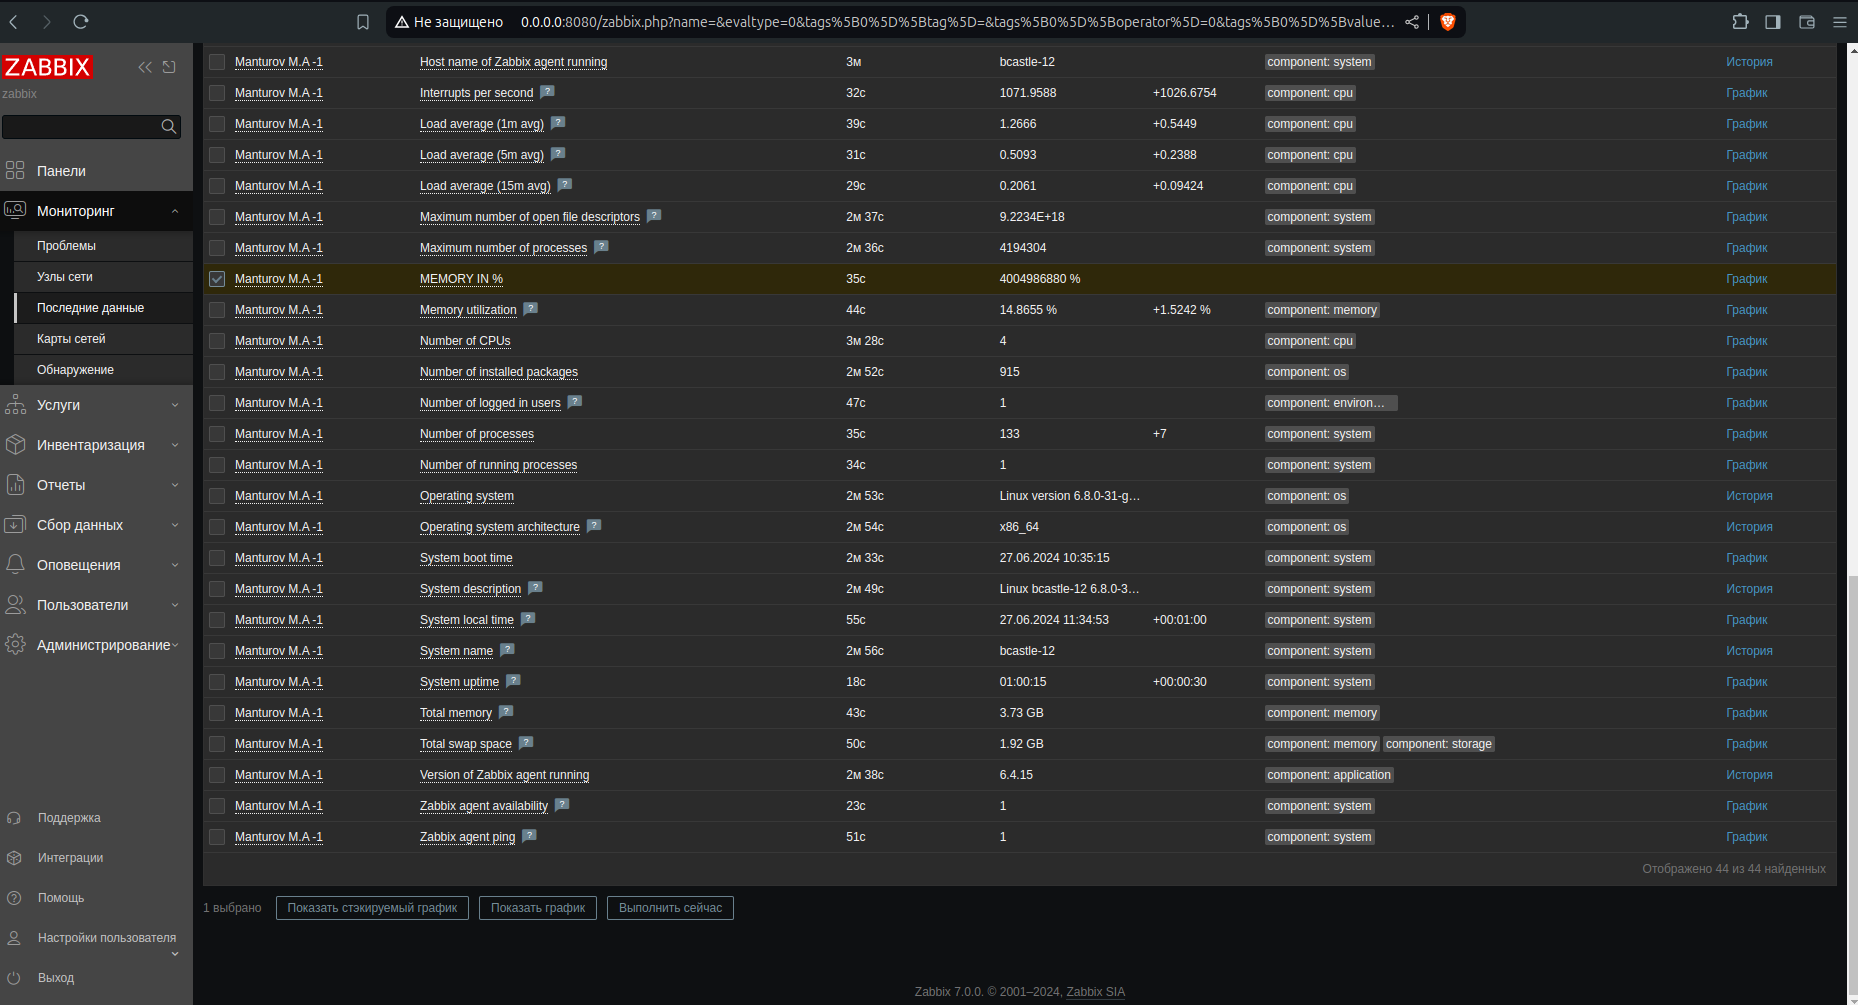 Не защищено 0.0.0.0:8080/zabbix.php?name=&evaltype=0&tags%5B0%5D%5Btag%5D=&tags%5B0%5D%5Boperator%5D=0&tags%5B0%5D%5Bvalue...
ZABBIX
zabbix
Панели
Мониторинг
Проблемы
Узлы сети
Последние данные
Карты сетей
Обнаружение
Услуги
Инвентаризация
Отчеты
Сбор данных
Оповещения
Пользователи
Администрирование
Поддержка
Интеграции
Помощь
Настройки пользователя
Выход
Manturov M.A -1 Host name of Zabbix agent running 3м bcastle-12 component: system История
Manturov M.A -1 Interrupts per second ? 32с 1071.9588 +1026.6754 component: cpu График
Manturov M.A -1 Load average (1m avg) ? 39с 1.2666 +0.5449 component: cpu График
Manturov M.A -1 Load average (5m avg) ? 31с 0.5093 +0.2388 component: cpu График
Manturov M.A -1 Load average (15m avg) ? 29с 0.2061 +0.09424 component: cpu График
Manturov M.A -1 Maximum number of open file descriptors ? 2м 37с 9.2234E+18 component: system График
Manturov M.A -1 Maximum number of processes ? 2м 36с 4194304 component: system График
Manturov M.A -1 MEMORY IN % 35с 4004986880 % График
Manturov M.A -1 Memory utilization ? 44с 14.8655 % +1.5242 % component: memory График
Manturov M.A -1 Number of CPUs 3м 28с 4 component: cpu График
Manturov M.A -1 Number of installed packages 2м 52с 915 component: os График
Manturov M.A -1 Number of logged in users ? 47с 1 component: environ... График
Manturov M.A -1 Number of processes 35с 133 +7 component: system График
Manturov M.A -1 Number of running processes 34с 1 component: system График
Manturov M.A -1 Operating system 2м 53с Linux version 6.8.0-31-g... component: os История
Manturov M.A -1 Operating system architecture ? 2м 54с x86_64 component: os История
Manturov M.A -1 System boot time 2м 33с 27.06.2024 10:35:15 component: system График
Manturov M.A -1 System description ? 2м 49с Linux bcastle-12 6.8.0-3... component: system История
Manturov M.A -1 System local time ? 55с 27.06.2024 11:34:53 +00:01:00 component: system График
Manturov M.A -1 System name ? 2м 56с bcastle-12 component: system История
Manturov M.A -1 System uptime ? 18с 01:00:15 +00:00:30 component: system График
Manturov M.A -1 Total memory ? 43с 3.73 GB component: memory График
Manturov M.A -1 Total swap space ? 50с 1.92 GB component: memory component: storage График
Manturov M.A -1 Version of Zabbix agent running 2м 38с 6.4.15 component: application История
Manturov M.A -1 Zabbix agent availability ? 23с 1 component: system График
Manturov M.A -1 Zabbix agent ping ? 51с 1 component: system График
Отображено 44 из 44 найденных
1 выбрано Показать стэкируемый график Показать график Выполнить сейчас
Zabbix 7.0.0. © 2001–2024, Zabbix SIA